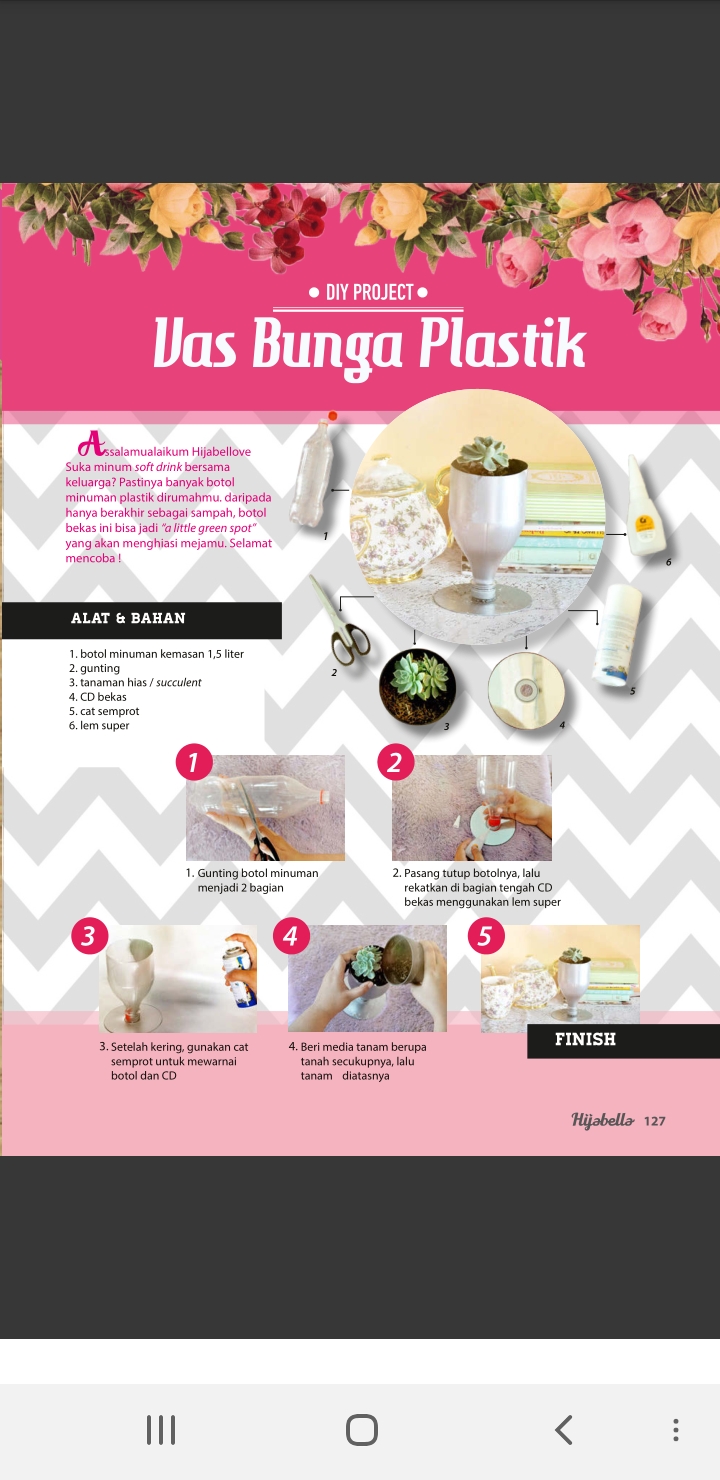 • DIY PROJECT •
Vas Bunga Plastik
Assalamualaikum Hijabellove
Suka minum soft drink bersama
keluarga? Pastinya banyak botol
minuman plastik dirumahmu. daripada
hanya berakhir sebagai sampah, botol
bekas ini bisa jadi “a little green spot”
yang akan menghiasi mejamu. Selamat
mencoba !
1
6
2
3
4
5
ALAT & BAHAN
1. botol minuman kemasan 1,5 liter
2. gunting
3. tanaman hias / succulent
4. CD bekas
5. cat semprot
6. lem super
1
1. Gunting botol minuman
menjadi 2 bagian
2
2. Pasang tutup botolnya, lalu
rekatkan di bagian tengah CD
bekas menggunakan lem super
3
3. Setelah kering, gunakan cat
semprot untuk mewarnai
botol dan CD
4
4. Beri media tanam berupa
tanah secukupnya, lalu
tanam diatasnya
5
FINISH
Hijabella 127